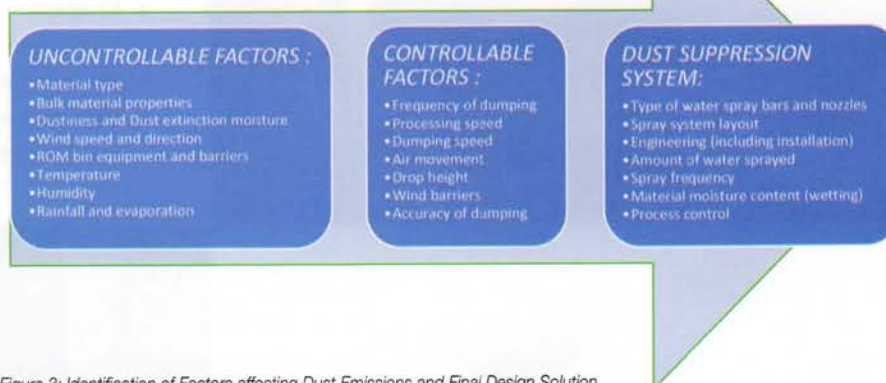 UNCONTROLLABLE FACTORS :
•Material type
•Bulk material properties
•Dustiness and Dust extinction moisture
•Wind speed and direction
•ROM bin equipment and barriers
•Temperature
•Humidity
•Rainfall and evaporation
CONTROLLABLE
FACTORS :
•Frequency of dumping
•Processing speed
•Dumping speed
•Air movement
•Drop height
•Wind barriers
•Accuracy of dumping
DUST SUPPRESSION
SYSTEM:
•Type of water spray bars and nozzles
•Spray system layout
•Engineering (including installation)
•Amount of water sprayed
•Spray frequency
•Material moisture content (wetting)
•Process control
Figure 2: Identification of Factors affecting Dust Emissions and Final Design Solution